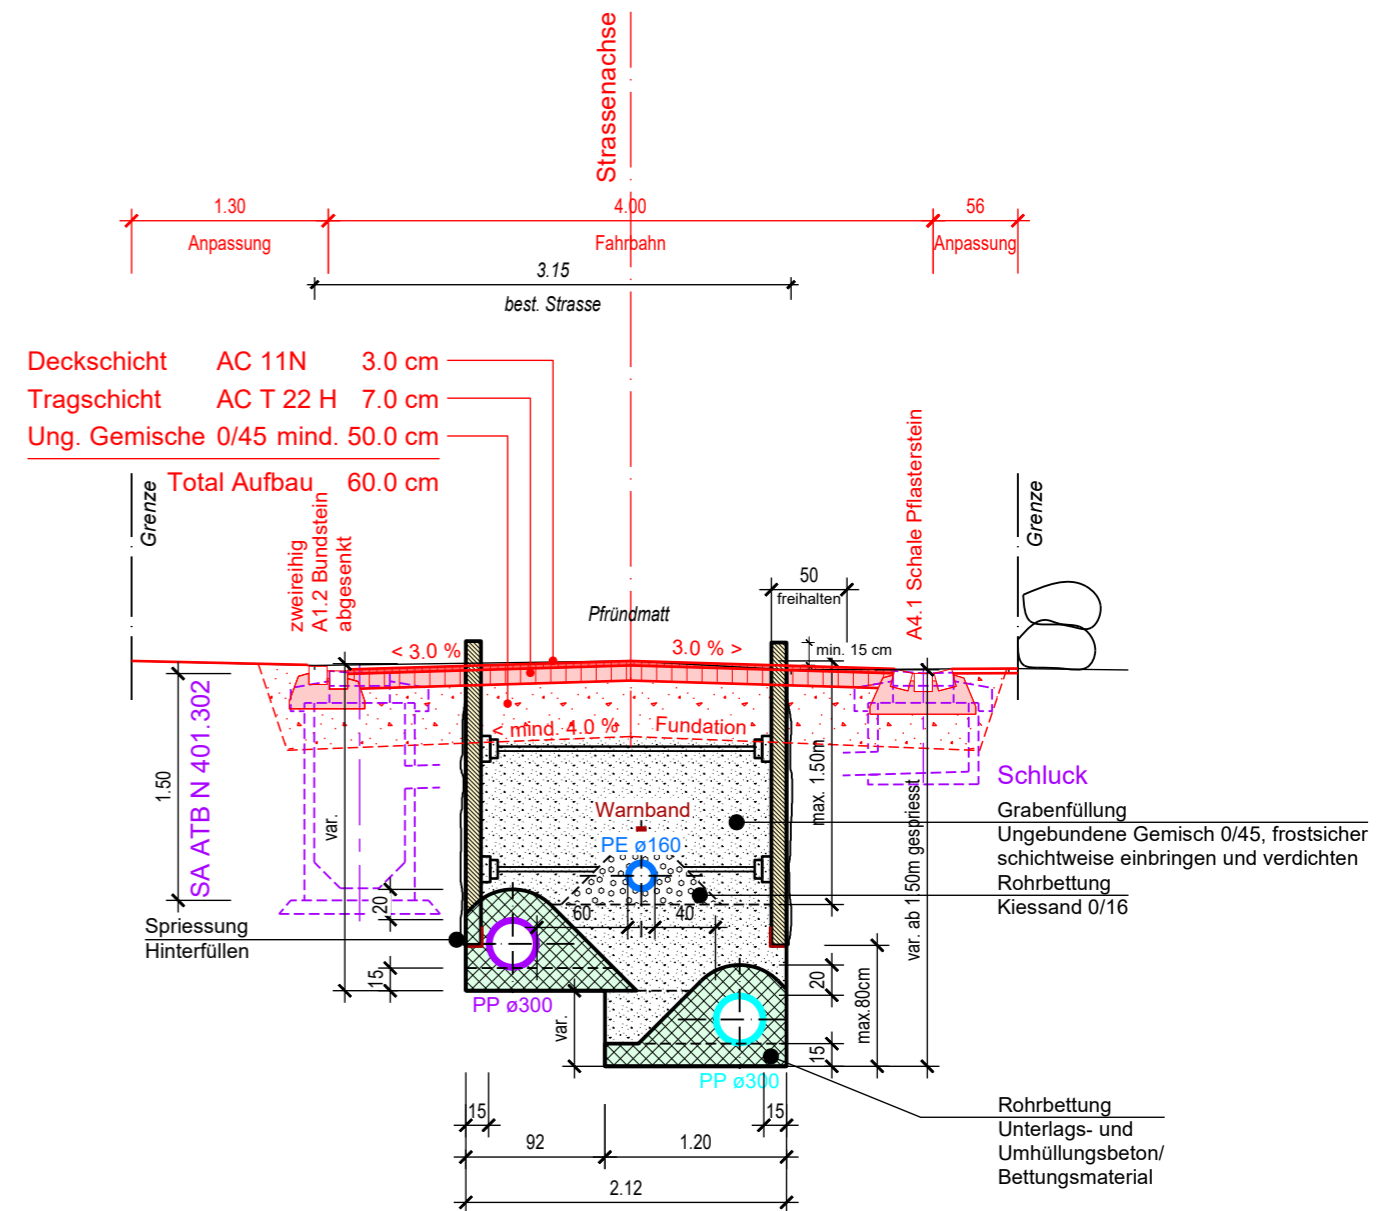 Strassenachse
1.30
4.00
56
Anpassung
Fahrbahn
Anpassung
3.15
best. Strasse
Deckschicht AC 11N 3.0 cm
Tragschicht AC T 22 H 7.0 cm
Ung. Gemische 0/45 mind. 50.0 cm
Total Aufbau 60.0 cm
Grenze
zweireihig
A1.2 Bundstein
abgesenkt
A4.1 Schale Pflasterstein
Grenze
50
freihalten
Pfründmatt
< 3.0 %
3.0 % >
min. 15 cm
< mind. 4.0 %
Fundation
SA ATB N 401.302
1.50
var.
max. 1.50m
var. ab 1.50m gespriesst
Schluck
Warnband
PE ø160
Grabenfüllung
Ungebundene Gemisch 0/45, frostsicher
schichtweise einbringen und verdichten
Rohrbettung
Kiessand 0/16
20
60
40
Spriessung
Hinterfüllen
15
PP ø300
var.
20
max.80cm
15
PP ø300
15
15
92
1.20
2.12
Rohrbettung
Unterlags- und
Umhüllungsbeton/
Bettungsmaterial